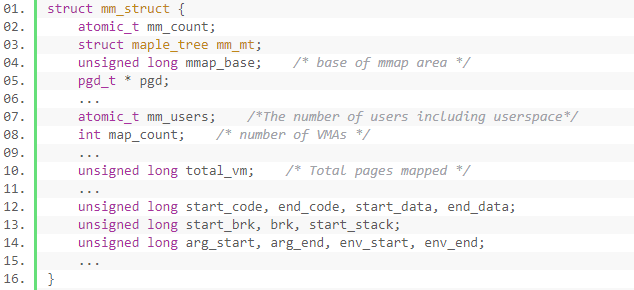 01. struct mm_struct {
02.     atomic_t mm_count;
03.     struct maple_tree mm_mt;
04.     unsigned long mmap_base;    /* base of mmap area */
05.     pgd_t * pgd;
06.     ...
07.     atomic_t mm_users;    /*The number of users including userspace*/
08.     int map_count;    /* number of VMAs */
09.     ...
10.     unsigned long total_vm;    /* Total pages mapped */
11.     ...
12.     unsigned long start_code, end_code, start_data, end_data;
13.     unsigned long start_brk, brk, start_stack;
14.     unsigned long arg_start, arg_end, env_start, env_end;
15.     ...
16. }